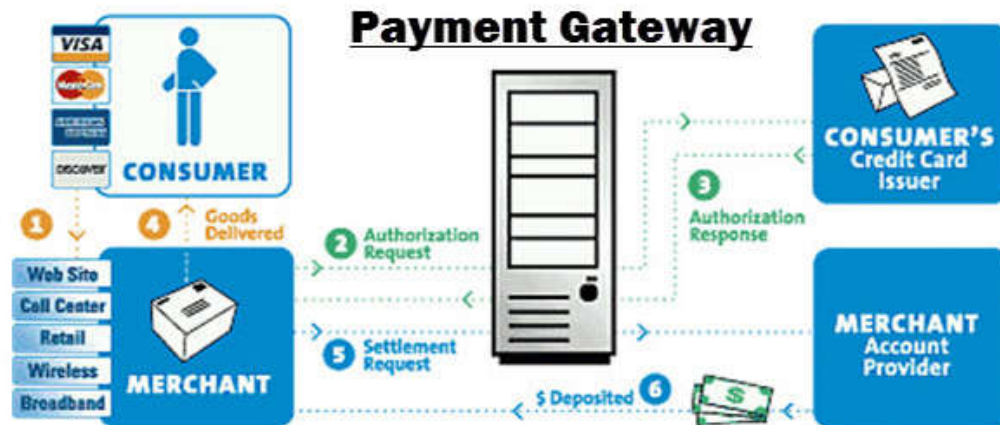 Payment Gateway
VISA
MasterCard
DISCOVER
CONSUMER
CONSUMER'S
Credit Card
Issuer
1
4 Goods
Delivered
2 Authorization
Request
3
Authorization
Response
Web Site
Call Center
Retail
Wireless
Broadband
MERCHANT
5 Settlement
Request
MERCHANT
Account
Provider
$ Deposited 6
$